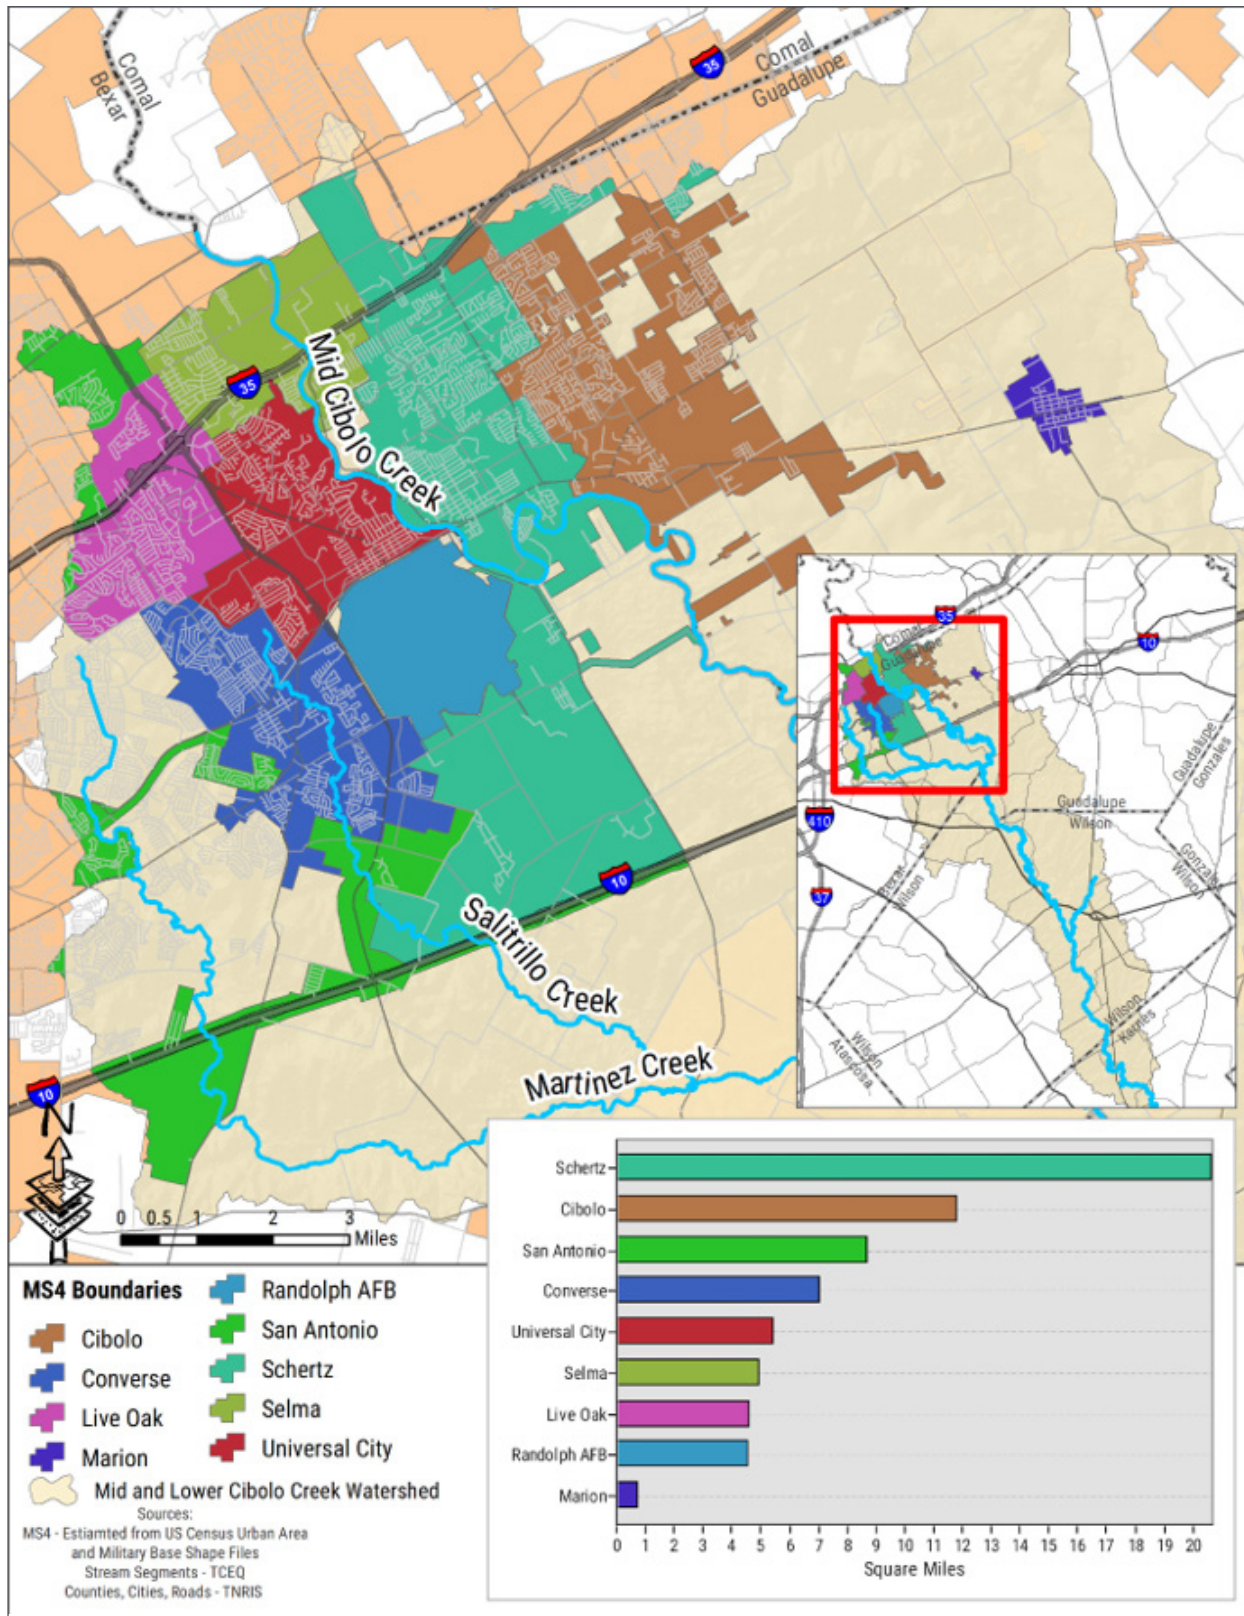 Comal
Bexar
35
Comal
Guadalupe
35
Mid Cibolo Creek
10
Salitrillo Creek
Martinez Creek
10
N
0 0.5 1 2 3
Miles
35
10
Comal
Guadalupe
410
37
Guadalupe
Gonzales
Guadalupe
Wilson
Gonzales
Wilson
Bexar
Wilson
Wilson
Karnes
Wilson
Atascosa
MS4 Boundaries
Cibolo
Converse
Live Oak
Marion
Randolph AFB
San Antonio
Schertz
Selma
Universal City
Mid and Lower Cibolo Creek Watershed
Sources:
MS4 - Estiamted from US Census Urban Area
and Military Base Shape Files
Stream Segments - TCEQ
Counties, Cities, Roads - TNRIS
Schertz
Cibolo
San Antonio
Converse
Universal City
Selma
Live Oak
Randolph AFB
Marion
0 1 2 3 4 5 6 7 8 9 10 11 12 13 14 15 16 17 18 19 20
Square Miles